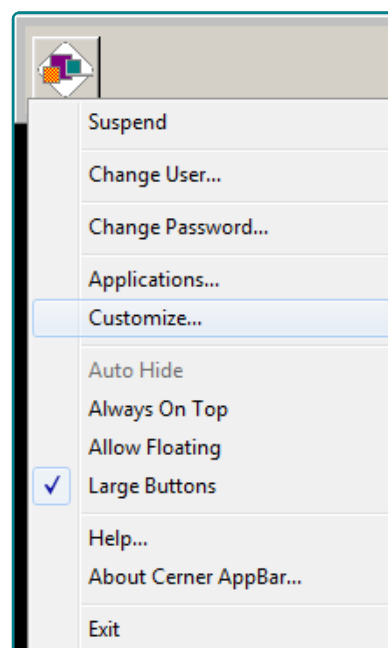 Suspend
Change User...
Change Password...
Applications...
Customize...
Auto Hide
Always On Top
Allow Floating
Large Buttons
Help...
About Cerner AppBar...
Exit